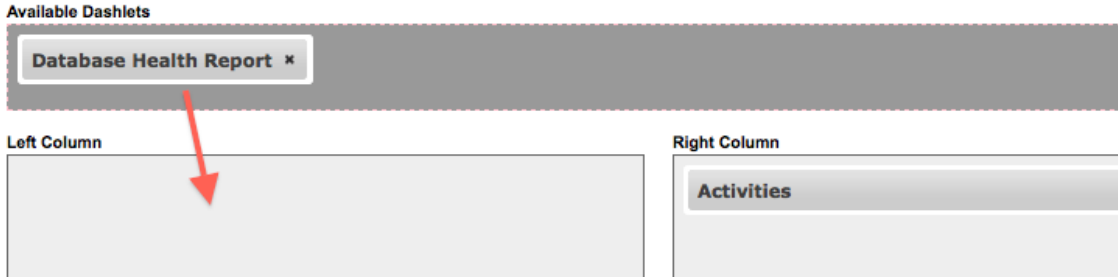 Available Dashlets
Database Health Report ×
Left Column
Right Column
Activities